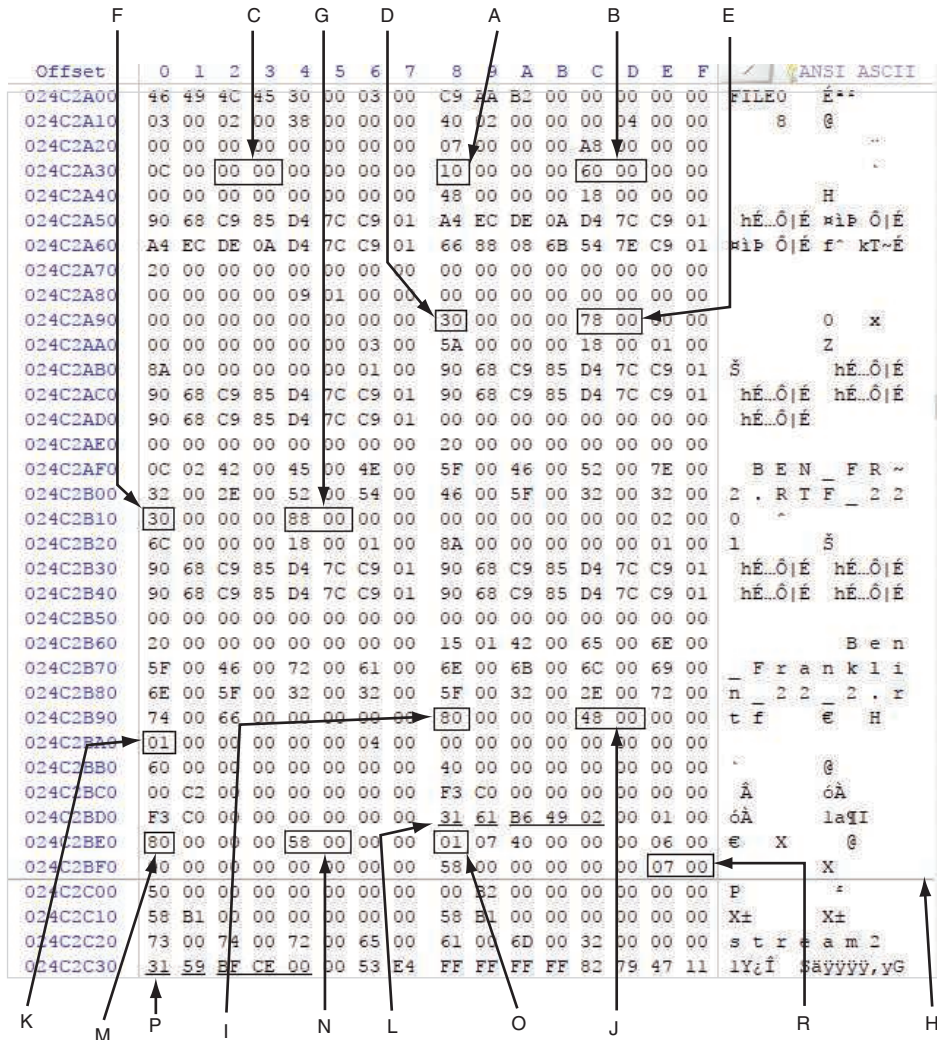 F C G D A B E
Offset 0 1 2 3 4 5 6 7 8 9 A B C D E F ANSI ASCII
024C2A00 46 49 4C 45 30 00 03 00 C9 AA B2 00 00 00 00 00 FILE0 ɪ²
024C2A10 03 00 02 00 38 00 00 00 40 02 00 00 00 04 00 00 8 @
024C2A20 00 00 00 00 00 00 00 00 07 00 00 00 A8 00 00 00 ¨
024C2A30 0C 00 00 00 00 00 00 00 10 00 00 00 60 00 00 00 `
024C2A40 00 00 00 00 00 00 00 00 48 00 00 00 18 00 00 00 H
024C2A50 90 68 C9 85 D4 7C C9 01 A4 EC DE 0A D4 7C C9 01 hÉ…Ô|É ¤ìÞ Ô|É
024C2A60 A4 EC DE 0A D4 7C C9 01 66 88 08 6B 54 7E C9 01 ¤ìÞ Ô|É fˆ kT~É
024C2A70 20 00 00 00 00 00 00 00 00 00 00 00 00 00 00 00
024C2A80 00 00 00 00 09 01 00 00 00 00 00 00 00 00 00 00
024C2A90 00 00 00 00 00 00 00 00 30 00 00 00 78 00 00 00 0 x
024C2AA0 00 00 00 00 00 00 03 00 5A 00 00 00 18 00 01 00 Z
024C2AB0 8A 00 00 00 00 00 01 00 90 68 C9 85 D4 7C C9 01 Š hÉ…Ô|É
024C2AC0 90 68 C9 85 D4 7C C9 01 90 68 C9 85 D4 7C C9 01 hÉ…Ô|É hÉ…Ô|É
024C2AD0 90 68 C9 85 D4 7C C9 01 00 00 00 00 00 00 00 00 hÉ…Ô|É
024C2AE0 00 00 00 00 00 00 00 00 20 00 00 00 00 00 00 00
024C2AF0 0C 02 42 00 45 00 4E 00 5F 00 46 00 52 00 7E 00 B E N _ F R ~
024C2B00 32 00 2E 00 52 00 54 00 46 00 5F 00 32 00 32 00 2 . R T F _ 2 2
024C2B10 30 00 00 00 88 00 00 00 00 00 00 00 00 00 02 00 0 ˆ
024C2B20 6C 00 00 00 18 00 01 00 8A 00 00 00 00 00 01 00 l Š
024C2B30 90 68 C9 85 D4 7C C9 01 90 68 C9 85 D4 7C C9 01 hÉ…Ô|É hÉ…Ô|É
024C2B40 90 68 C9 85 D4 7C C9 01 90 68 C9 85 D4 7C C9 01 hÉ…Ô|É hÉ…Ô|É
024C2B50 00 00 00 00 00 00 00 00 00 00 00 00 00 00 00 00
024C2B60 20 00 00 00 00 00 00 00 15 01 42 00 65 00 6E 00 B e n
024C2B70 5F 00 46 00 72 00 61 00 6E 00 6B 00 6C 00 69 00 _ F r a n k l i
024C2B80 6E 00 5F 00 32 00 32 00 5F 00 32 00 2E 00 72 00 n _ 2 2 _ 2 . r
024C2B90 74 00 66 00 00 00 00 00 80 00 00 00 48 00 00 00 t f € H
024C2BA0 01 00 00 00 00 00 04 00 00 00 00 00 00 00 00 00
024C2BB0 60 00 00 00 00 00 00 00 40 00 00 00 00 00 00 00 ` @
024C2BC0 00 C2 00 00 00 00 00 00 F3 C0 00 00 00 00 00 00 Â óÀ
024C2BD0 F3 C0 00 00 00 00 00 00 31 61 B6 49 02 00 01 00 óÀ 1a¶I
024C2BE0 80 00 00 00 58 00 00 00 01 07 40 00 00 00 06 00 € X @
024C2BF0 00 00 00 00 00 00 00 00 58 00 00 00 00 00 07 00 X
024C2C00 50 00 00 00 00 00 00 00 00 B2 00 00 00 00 00 00 P ²
024C2C10 58 B1 00 00 00 00 00 00 58 B1 00 00 00 00 00 00 X± X±
024C2C20 73 00 74 00 72 00 65 00 61 00 6D 00 32 00 00 00 s t r e a m 2
024C2C30 31 59 BF CE 00 00 53 E4 FF FF FF FF 82 79 47 11 1Y¿Î Säÿÿÿÿ‚yG
K M P I N L O J R H